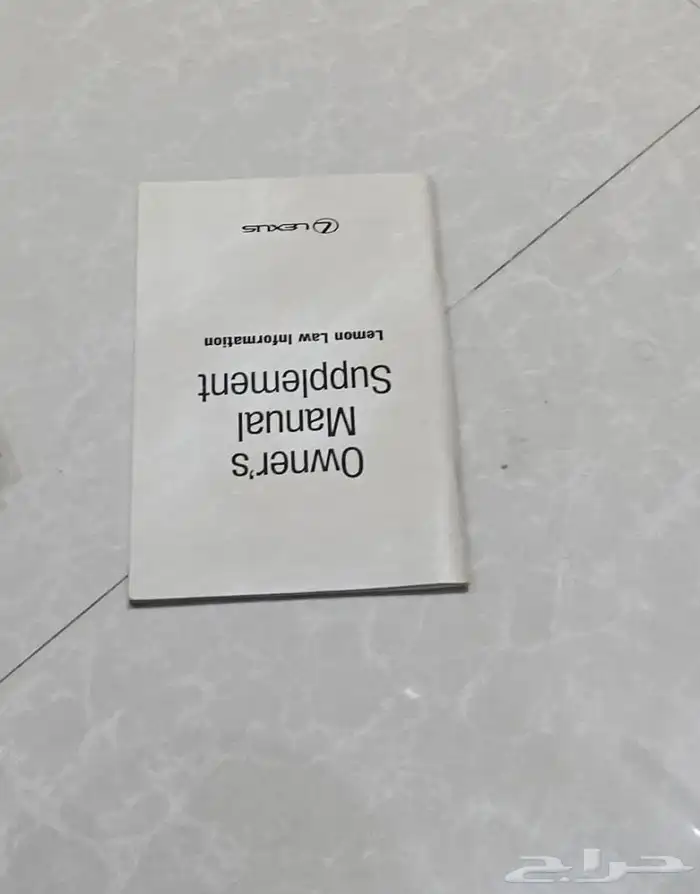 Owner's
Manual
Supplement
Lemon Law Information
LEXUS
حراج